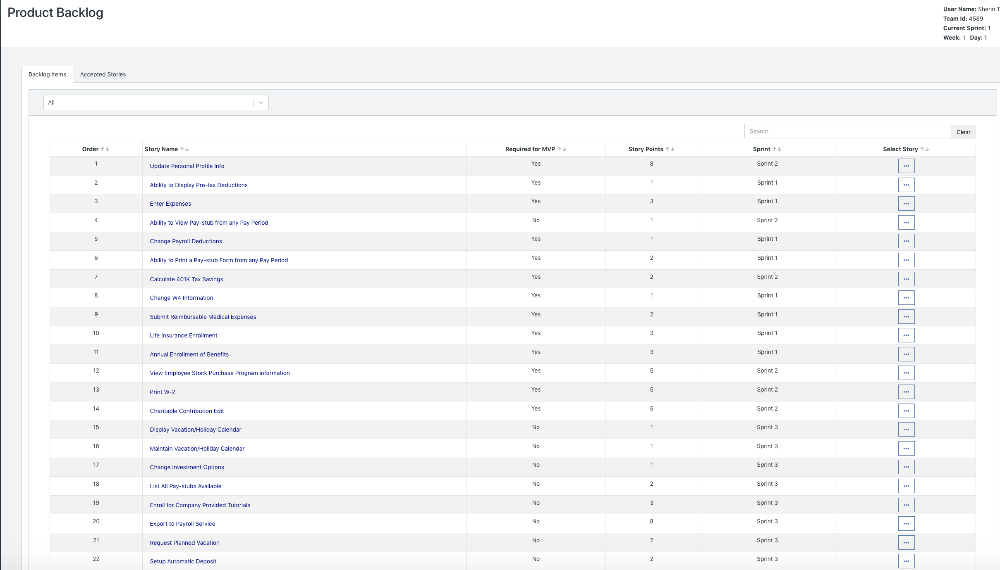 Product Backlog
User Name: Sherin T
Team Id: 4589
Current Sprint: 1
Week: 1 Day: 1
Backlog Items Accepted Stories
All
Search Clear
Order Story Name Required for MVP Story Points Sprint Select Story
1 Update Personal Profile Info Yes 8 Sprint 2
2 Ability to Display Pre-tax Deductions Yes 1 Sprint 1
3 Enter Expenses Yes 3 Sprint 1
4 Ability to View Pay-stub from any Pay Period No 1 Sprint 2
5 Change Payroll Deductions Yes 1 Sprint 1
6 Ability to Print a Pay-stub Form from any Pay Period Yes 2 Sprint 1
7 Calculate 401K Tax Savings Yes 2 Sprint 2
8 Change W4 Information Yes 1 Sprint 1
9 Submit Reimbursable Medical Expenses Yes 2 Sprint 1
10 Life Insurance Enrollment Yes 3 Sprint 1
11 Annual Enrollment of Benefits Yes 3 Sprint 1
12 View Employee Stock Purchase Program information Yes 5 Sprint 2
13 Print W-2 Yes 5 Sprint 2
14 Charitable Contribution Edit Yes 5 Sprint 2
15 Display Vacation/Holiday Calendar No 1 Sprint 3
16 Maintain Vacation/Holiday Calendar No 1 Sprint 3
17 Change Investment Options No 1 Sprint 3
18 List All Pay-stubs Available No 2 Sprint 3
19 Enroll for Company Provided Tutorials No 3 Sprint 3
20 Export to Payroll Service No 8 Sprint 3
21 Request Planned Vacation No 2 Sprint 3
22 Setup Automatic Deposit No 2 Sprint 3